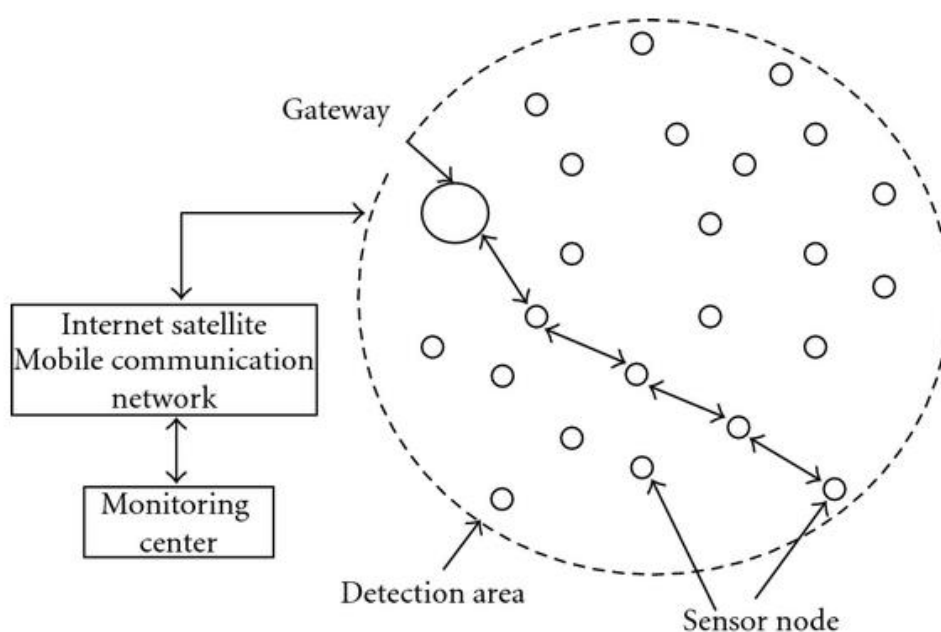 Gateway
Internet satellite
Mobile communication
network
Monitoring
center
Detection area
Sensor node